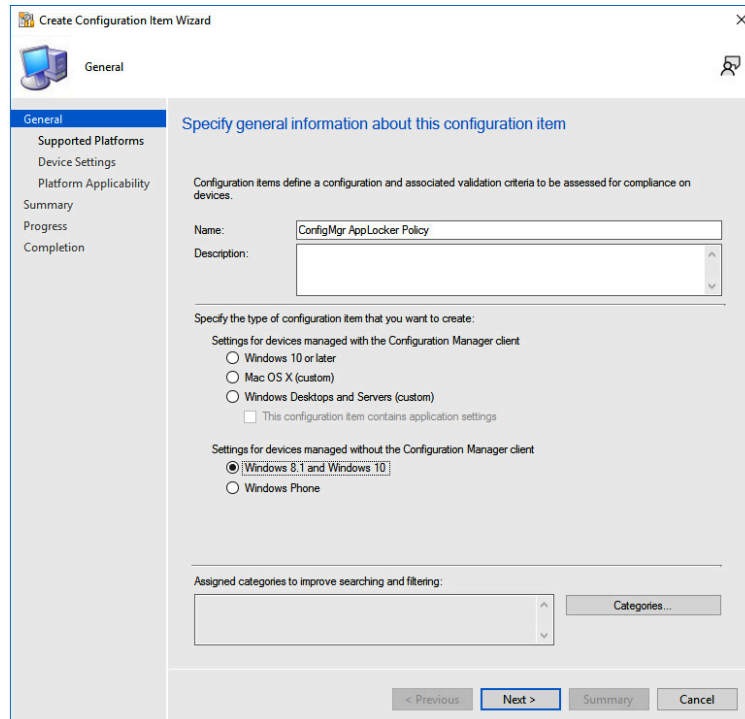 Create Configuration Item Wizard
General
General
Supported Platforms
Device Settings
Platform Applicability
Summary
Progress
Completion
Specify general information about this configuration item
Configuration items define a configuration and associated validation criteria to be assessed for compliance on
devices.
Name:
ConfigMgr AppLocker Policy
Description:
Specify the type of configuration item that you want to create:
Settings for devices managed with the Configuration Manager client
Windows 10 or later
Mac OS X (custom)
Windows Desktops and Servers (custom)
This configuration item contains application settings
Settings for devices managed without the Configuration Manager client
Windows 8.1 and Windows 10
Windows Phone
Assigned categories to improve searching and filtering:
Categories...
< Previous
Next >
Summary
Cancel